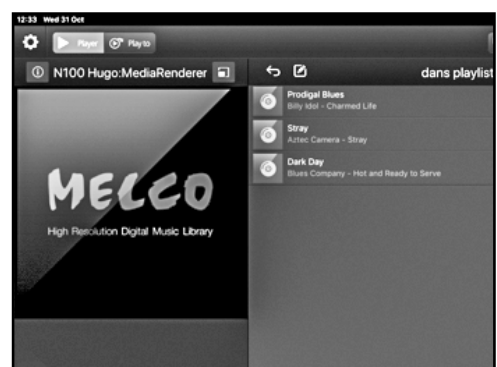 12:33 Wed 31 Oct
Player
Play to
N100 Hugo:MediaRenderer
dans playlist
Prodigal Blues
Billy Idol - Charmed Life
Stray
Aztec Camera - Stray
Dark Day
Blues Company - Hot and Ready to Serve
MELCO
High Resolution Digital Music Library